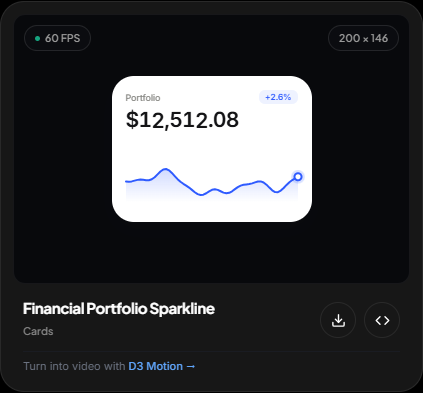 60 FPS
200 × 146
Portfolio
+2.6%
$12,512.08
Financial Portfolio Sparkline
Cards
Turn into video with D3 Motion →